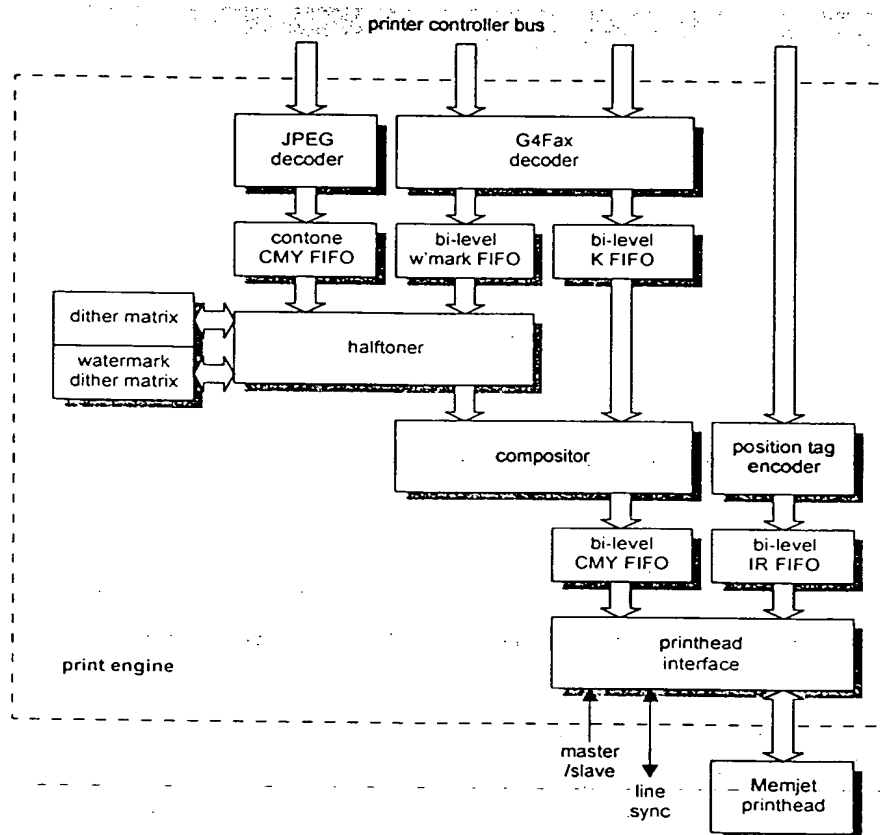 printer controller bus
JPEG
decoder
G4Fax
decoder
contone
CMY FIFO
bi-level
w'mark FIFO
bi-level
K FIFO
dither matrix
watermark
dither matrix
halftoner
compositor
position tag
encoder
bi-level
CMY FIFO
bi-level
IR FIFO
printhead
interface
print engine
master
/slave
line
sync
Memjet
printhead